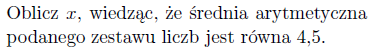 Oblicz x, wiedząc, że średnia arytmetyczna
podanego zestawu liczb jest równa 4,5.